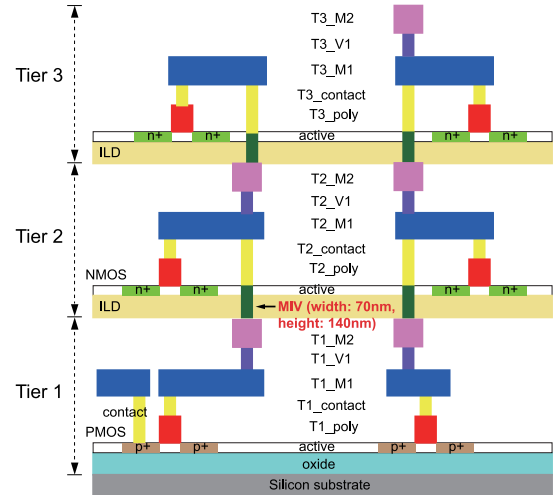 T3_M2
T3_V1
Tier 3
T3_M1
T3_contact
T3_poly
n+ n+ active n+ n+
ILD
T2_M2
T2_V1
Tier 2
T2_M1
T2_contact
T2_poly
NMOS
n+ n+ active n+ n+
ILD
MIV (width: 70nm,
height: 140nm)
T1_M2
T1_V1
Tier 1
T1_M1
contact
T1_contact
T1_poly
PMOS
p+ p+ active p+ p+
oxide
Silicon substrate